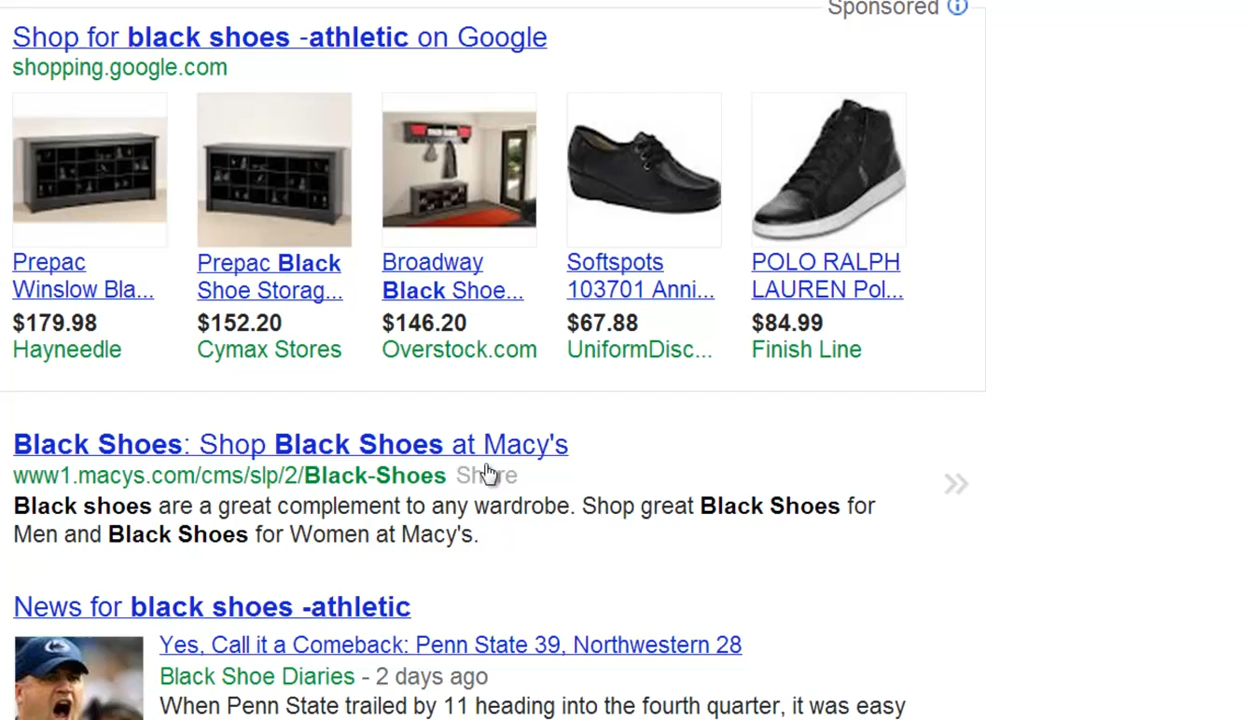 Sponsored
Shop for black shoes -athletic on Google
shopping.google.com
Prepac Winslow Bla...
$179.98
Hayneedle
Prepac Black Shoe Storag...
$152.20
Cymax Stores
Broadway Black Shoe...
$146.20
Overstock.com
Softspots 103701 Anni...
$67.88
UniformDisc...
POLO RALPH LAUREN Pol...
$84.99
Finish Line
Black Shoes: Shop Black Shoes at Macy's
www1.macys.com/cms/slp/2/Black-Shoes Share
Black shoes are a great complement to any wardrobe. Shop great Black Shoes for
Men and Black Shoes for Women at Macy's.
News for black shoes -athletic
Yes, Call it a Comeback: Penn State 39, Northwestern 28
Black Shoe Diaries - 2 days ago
When Penn State trailed by 11 heading into the fourth quarter, it was easy